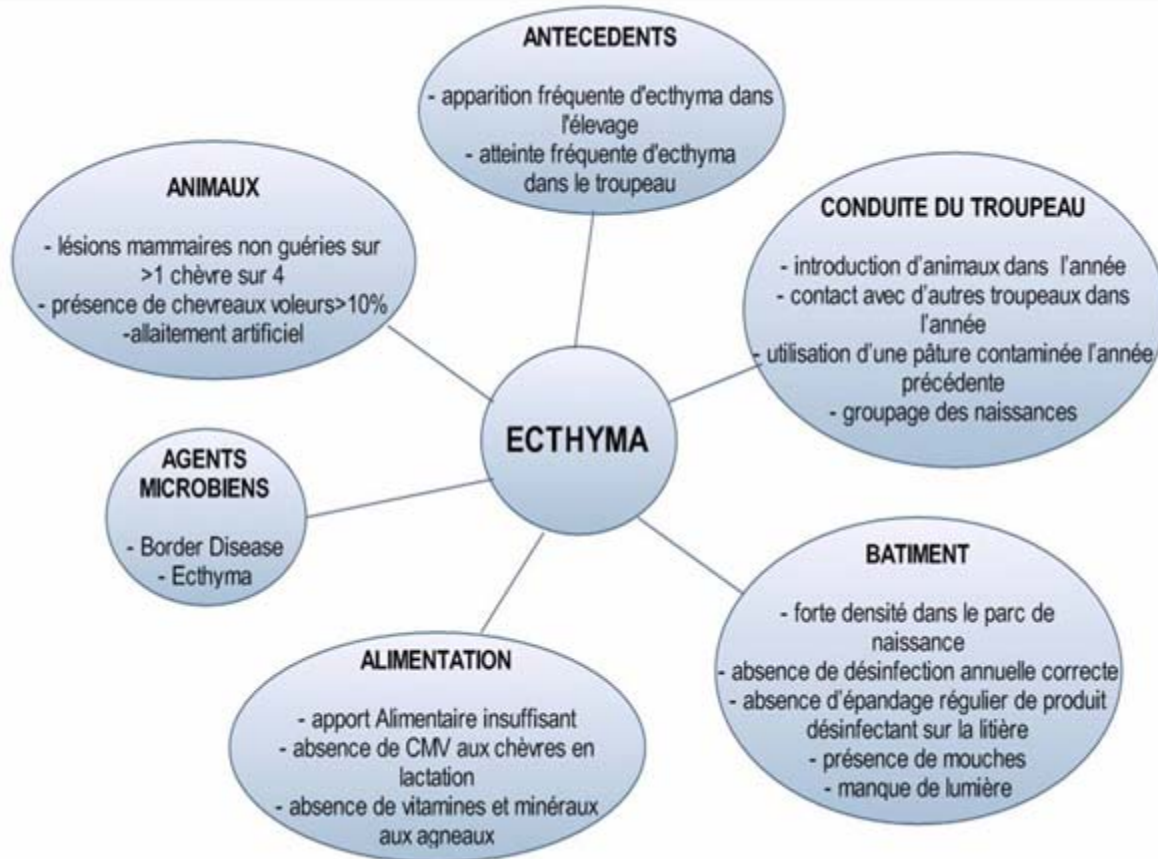 ANTECEDENTS
- apparition fréquente d'ecthyma dans
l'élevage
- atteinte fréquente d'ecthyma
dans le troupeau
ANIMAUX
- lésions mammaires non guéries sur
>1 chèvre sur 4
- présence de chevreaux voleurs>10%
-allaitement artificiel
CONDUITE DU TROUPEAU
- introduction d’animaux dans l’année
- contact avec d’autres troupeaux dans
l’année
- utilisation d’une pâture contaminée l’année
précédente
- groupage des naissances
ECTHYMA
AGENTS
MICROBIENS
- Border Disease
- Ecthyma
BATIMENT
- forte densité dans le parc de
naissance
- absence de désinfection annuelle correcte
- absence d’épandage régulier de produit
désinfectant sur la litière
- présence de mouches
- manque de lumière
ALIMENTATION
- apport Alimentaire insuffisant
- absence de CMV aux chèvres en
lactation
- absence de vitamines et minéraux
aux agneaux